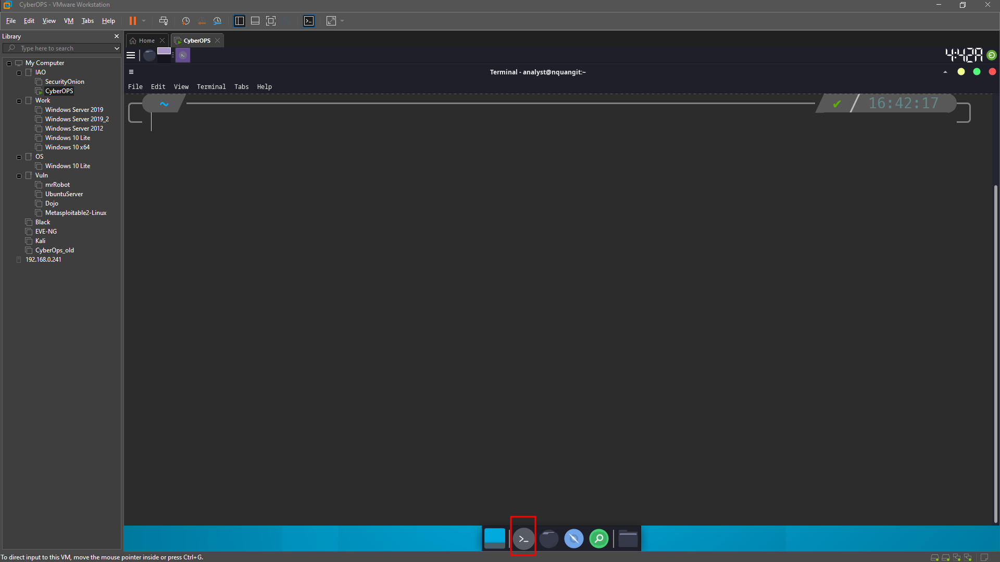 CyberOPS - VMware Workstation
File Edit View VM Tabs Help
Library
Type here to search
My Computer
IAO
SecurityOnion
CyberOPS
Work
Windows Server 2019
Windows Server 2019_2
Windows Server 2012
Windows 10 Lite
Windows 10 x64
OS
Windows 10 Lite
Vuln
mrRobot
UbuntuServer
Dojo
Metasploitable2-Linux
Black
EVE-NG
Kali
CyberOps_old
192.168.0.241
Home CyberOPS
4:42A
Terminal - analyst@nquangit:~
File Edit View Terminal Tabs Help
~ ✔ 16:42:17
>_
To direct input to this VM, move the mouse pointer inside or press Ctrl+G.